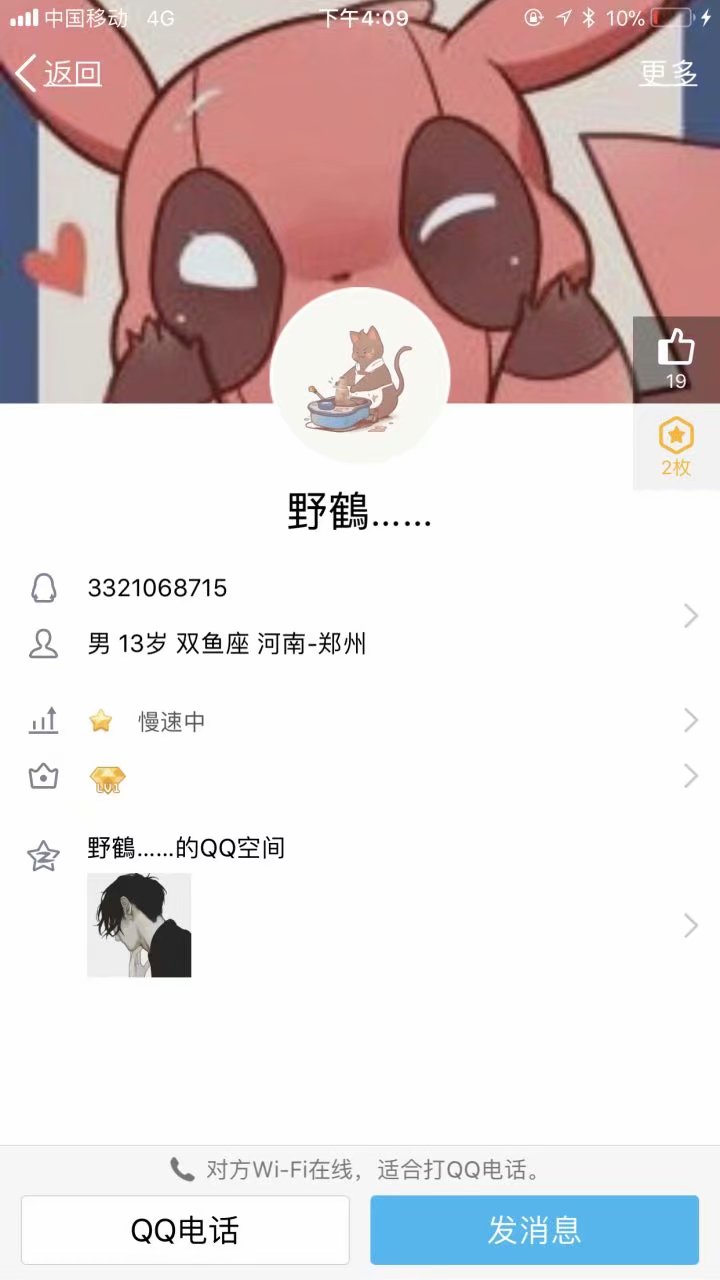 中国移动 4G 下午4:09 10%
返回 更多
19
2枚
野鶴……
3321068715
男 13岁 双鱼座 河南-郑州
慢速中
LV1
野鶴……的QQ空间
对方Wi-Fi在线，适合打QQ电话。
QQ电话 发消息